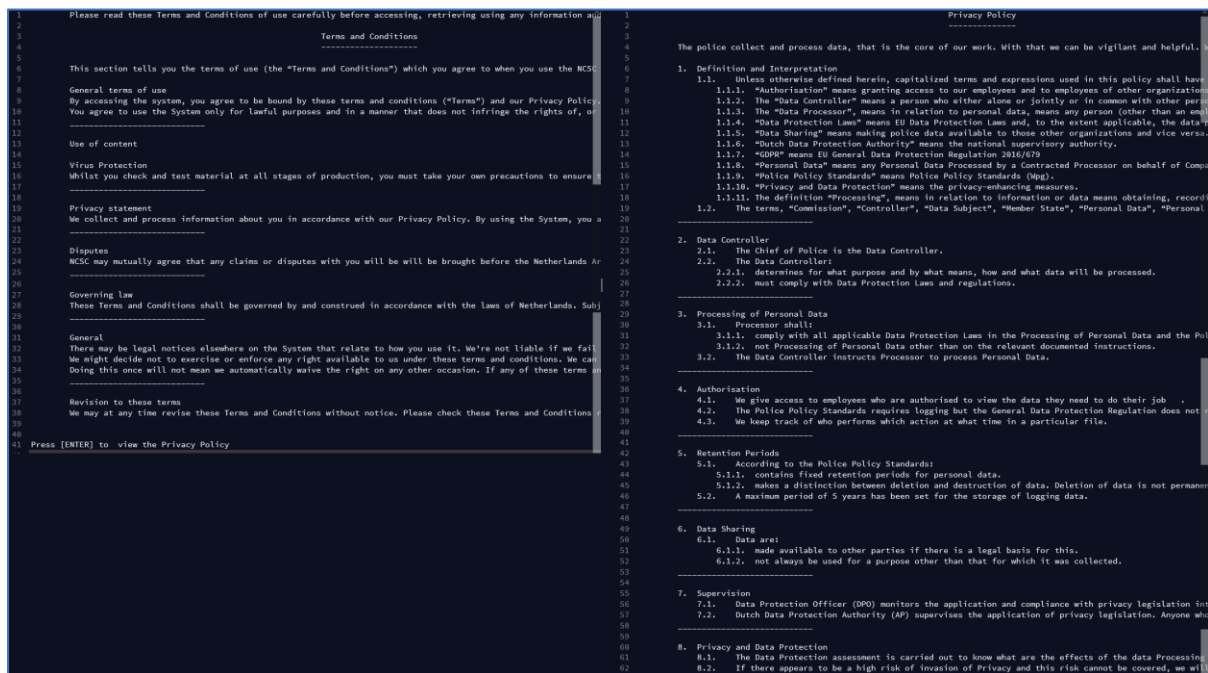 Please read these Terms and Conditions of use carefully before accessing, retrieving using any information and
Terms and Conditions
--------------------
This section tells you the terms of use (the “Terms and Conditions”) which you agree to when you use the NCSC
General terms of use
By accessing the system, you agree to be bound by these terms and conditions (“Terms”) and our Privacy Policy.
You agree to use the System only for lawful purposes and in a manner that does not infringe the rights of, or
----------------------------
Use of content
Virus Protection
Whilst you check and test material at all stages of production, you must take your own precautions to ensure t
----------------------------
Privacy statement
We collect and process information about you in accordance with our Privacy Policy. By using the System, you a
----------------------------
Disputes
NCSC may mutually agree that any claims or disputes with you will be will be brought before the Netherlands Ar
----------------------------
Governing law
These Terms and Conditions shall be governed by and construed in accordance with the laws of Netherlands. Subj
----------------------------
General
There may be legal notices elsewhere on the System that relate to how you use it. We’re not liable if we fail
We might decide not to exercise or enforce any right available to us under these terms and conditions. We can
Doing this once will not mean we automatically waive the right on any other occasion. If any of these terms an
----------------------------
Revision to these terms
We may at any time revise these Terms and Conditions without notice. Please check these Terms and Conditions r
Press [ENTER] to  view the Privacy Policy
Privacy Policy
--------------
The police collect and process data, that is the core of our work. With that we can be vigilant and helpful. W
1. Definition and Interpretation
1.1. Unless otherwise defined herein, capitalized terms and expressions used in this policy shall have
1.1.1. “Authorisation” means granting access to our employees and to employees of other organizations
1.1.2. The “Data Controller” means a person who either alone or jointly or in common with other pers
1.1.3. The “Data Processor”, means in relation to personal data, means any person (other than an emp
1.1.4. “Data Protection Laws” means EU Data Protection Laws and, to the extent applicable, the data p
1.1.5. “Data Sharing” means making police data available to those other organizations and vice versa.
1.1.6. “Dutch Data Protection Authority” means the national supervisory authority.
1.1.7. “GDPR” means EU General Data Protection Regulation 2016/679
1.1.8. “Personal Data” means any Personal Data Processed by a Contracted Processor on behalf of Compa
1.1.9. “Police Policy Standards” means Police Policy Standards (Wpg).
1.1.10. “Privacy and Data Protection” means the privacy-enhancing measures.
1.1.11. The definition “Processing”, means in relation to information or data means obtaining, recordi
1.2. The terms, “Commission”, “Controller”, “Data Subject”, “Member State”, “Personal Data”, “Personal
----------------------------
2. Data Controller
2.1. The Chief of Police is the Data Controller.
2.2. The Data Controller:
2.2.1. determines for what purpose and by what means, how and what data will be processed.
2.2.2. must comply with Data Protection Laws and regulations.
----------------------------
3. Processing of Personal Data
3.1. Processor shall:
3.1.1. comply with all applicable Data Protection Laws in the Processing of Personal Data and the Pol
3.1.2. not Processing of Personal Data other than on the relevant documented instructions.
3.2. The Data Controller instructs Processor to process Personal Data.
----------------------------
4. Authorisation
4.1. We give access to employees who are authorised to view the data they need to do their job .
4.2. The Police Policy Standards requires logging but the General Data Protection Regulation does not r
4.3. We keep track of who performs which action at what time in a particular file.
----------------------------
5. Retention Periods
5.1. According to the Police Policy Standards:
5.1.1. contains fixed retention periods for personal data.
5.1.2. makes a distinction between deletion and destruction of data. Deletion of data is not permanen
5.2. A maximum period of 5 years has been set for the storage of logging data.
----------------------------
6. Data Sharing
6.1. Data are:
6.1.1. made available to other parties if there is a legal basis for this.
6.1.2. not always be used for a purpose other than that for which it was collected.
----------------------------
7. Supervision
7.1. Data Protection Officer (DPO) monitors the application and compliance with privacy legislation int
7.2. Dutch Data Protection Authority (AP) supervises the application of privacy legislation. Anyone who
----------------------------
8. Privacy and Data Protection
8.1. The Data Protection assessment is carried out to know what are the effects of the data Processing
8.2. If there appears to be a high risk of invasion of Privacy and this risk cannot be covered, we will